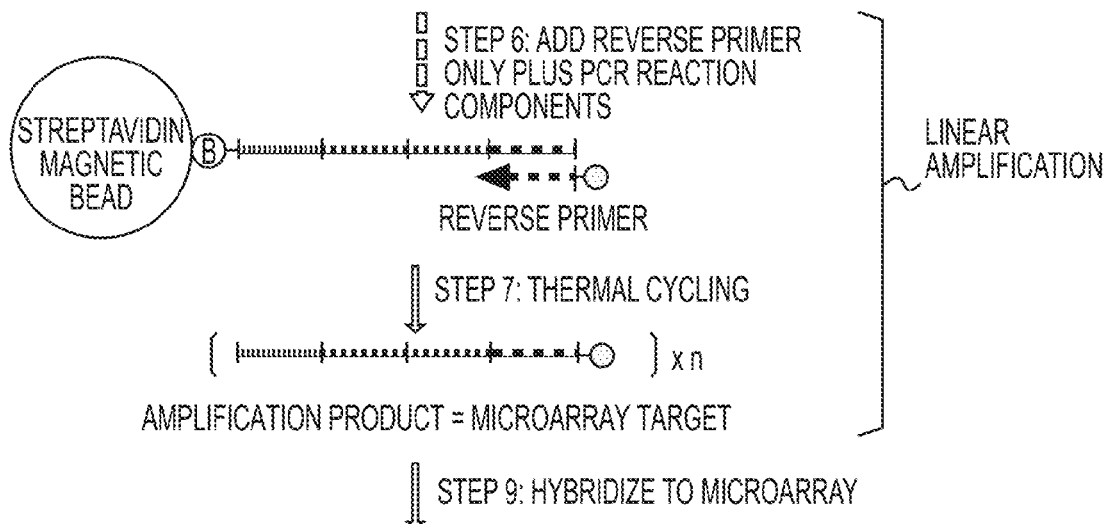 STEP 6: ADD REVERSE PRIMER
ONLY PLUS PCR REACTION
COMPONENTS
STREPTAVIDIN
MAGNETIC
BEAD
B
LINEAR
AMPLIFICATION
REVERSE PRIMER
STEP 7: THERMAL CYCLING
( ) x n
AMPLIFICATION PRODUCT = MICROARRAY TARGET
STEP 9: HYBRIDIZE TO MICROARRAY